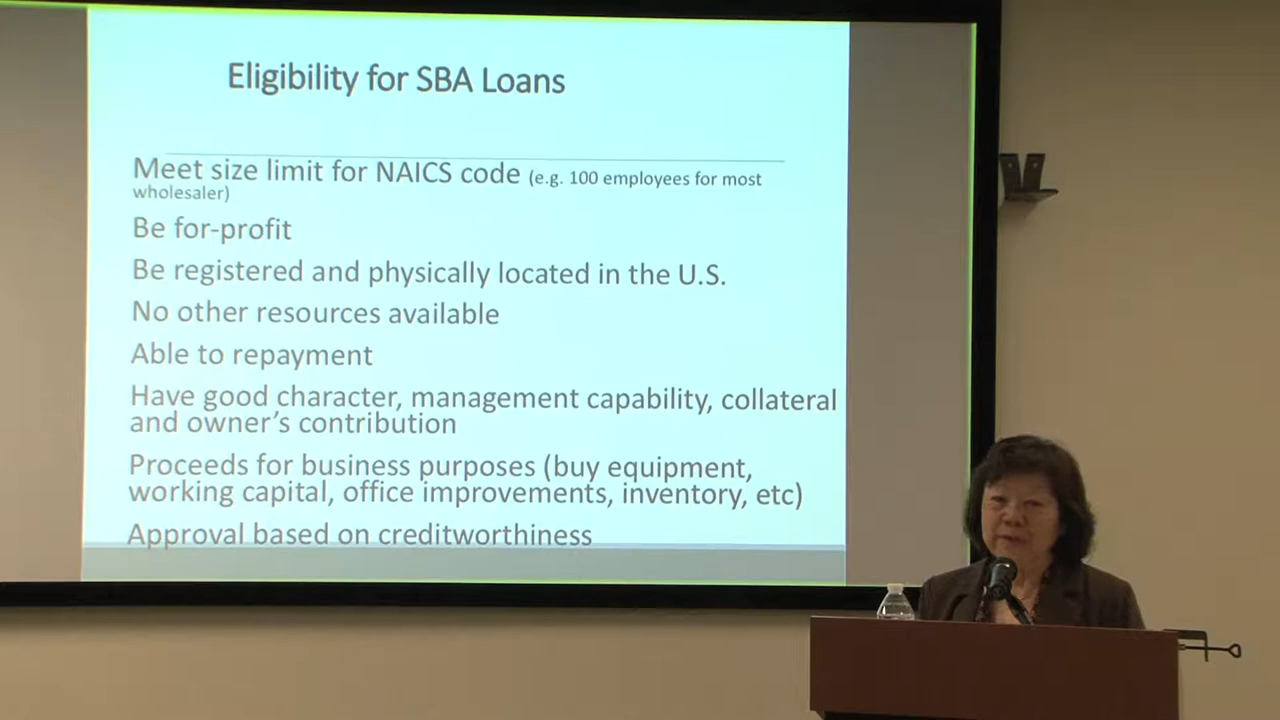 Eligibility for SBA Loans
Meet size limit for NAICS code (e.g. 100 employees for most
wholesaler)
Be for-profit
Be registered and physically located in the U.S.
No other resources available
Able to repayment
Have good character, management capability, collateral
and owner's contribution
Proceeds for business purposes (buy equipment,
working capital, office improvements, inventory, etc)
Approval based on creditworthiness